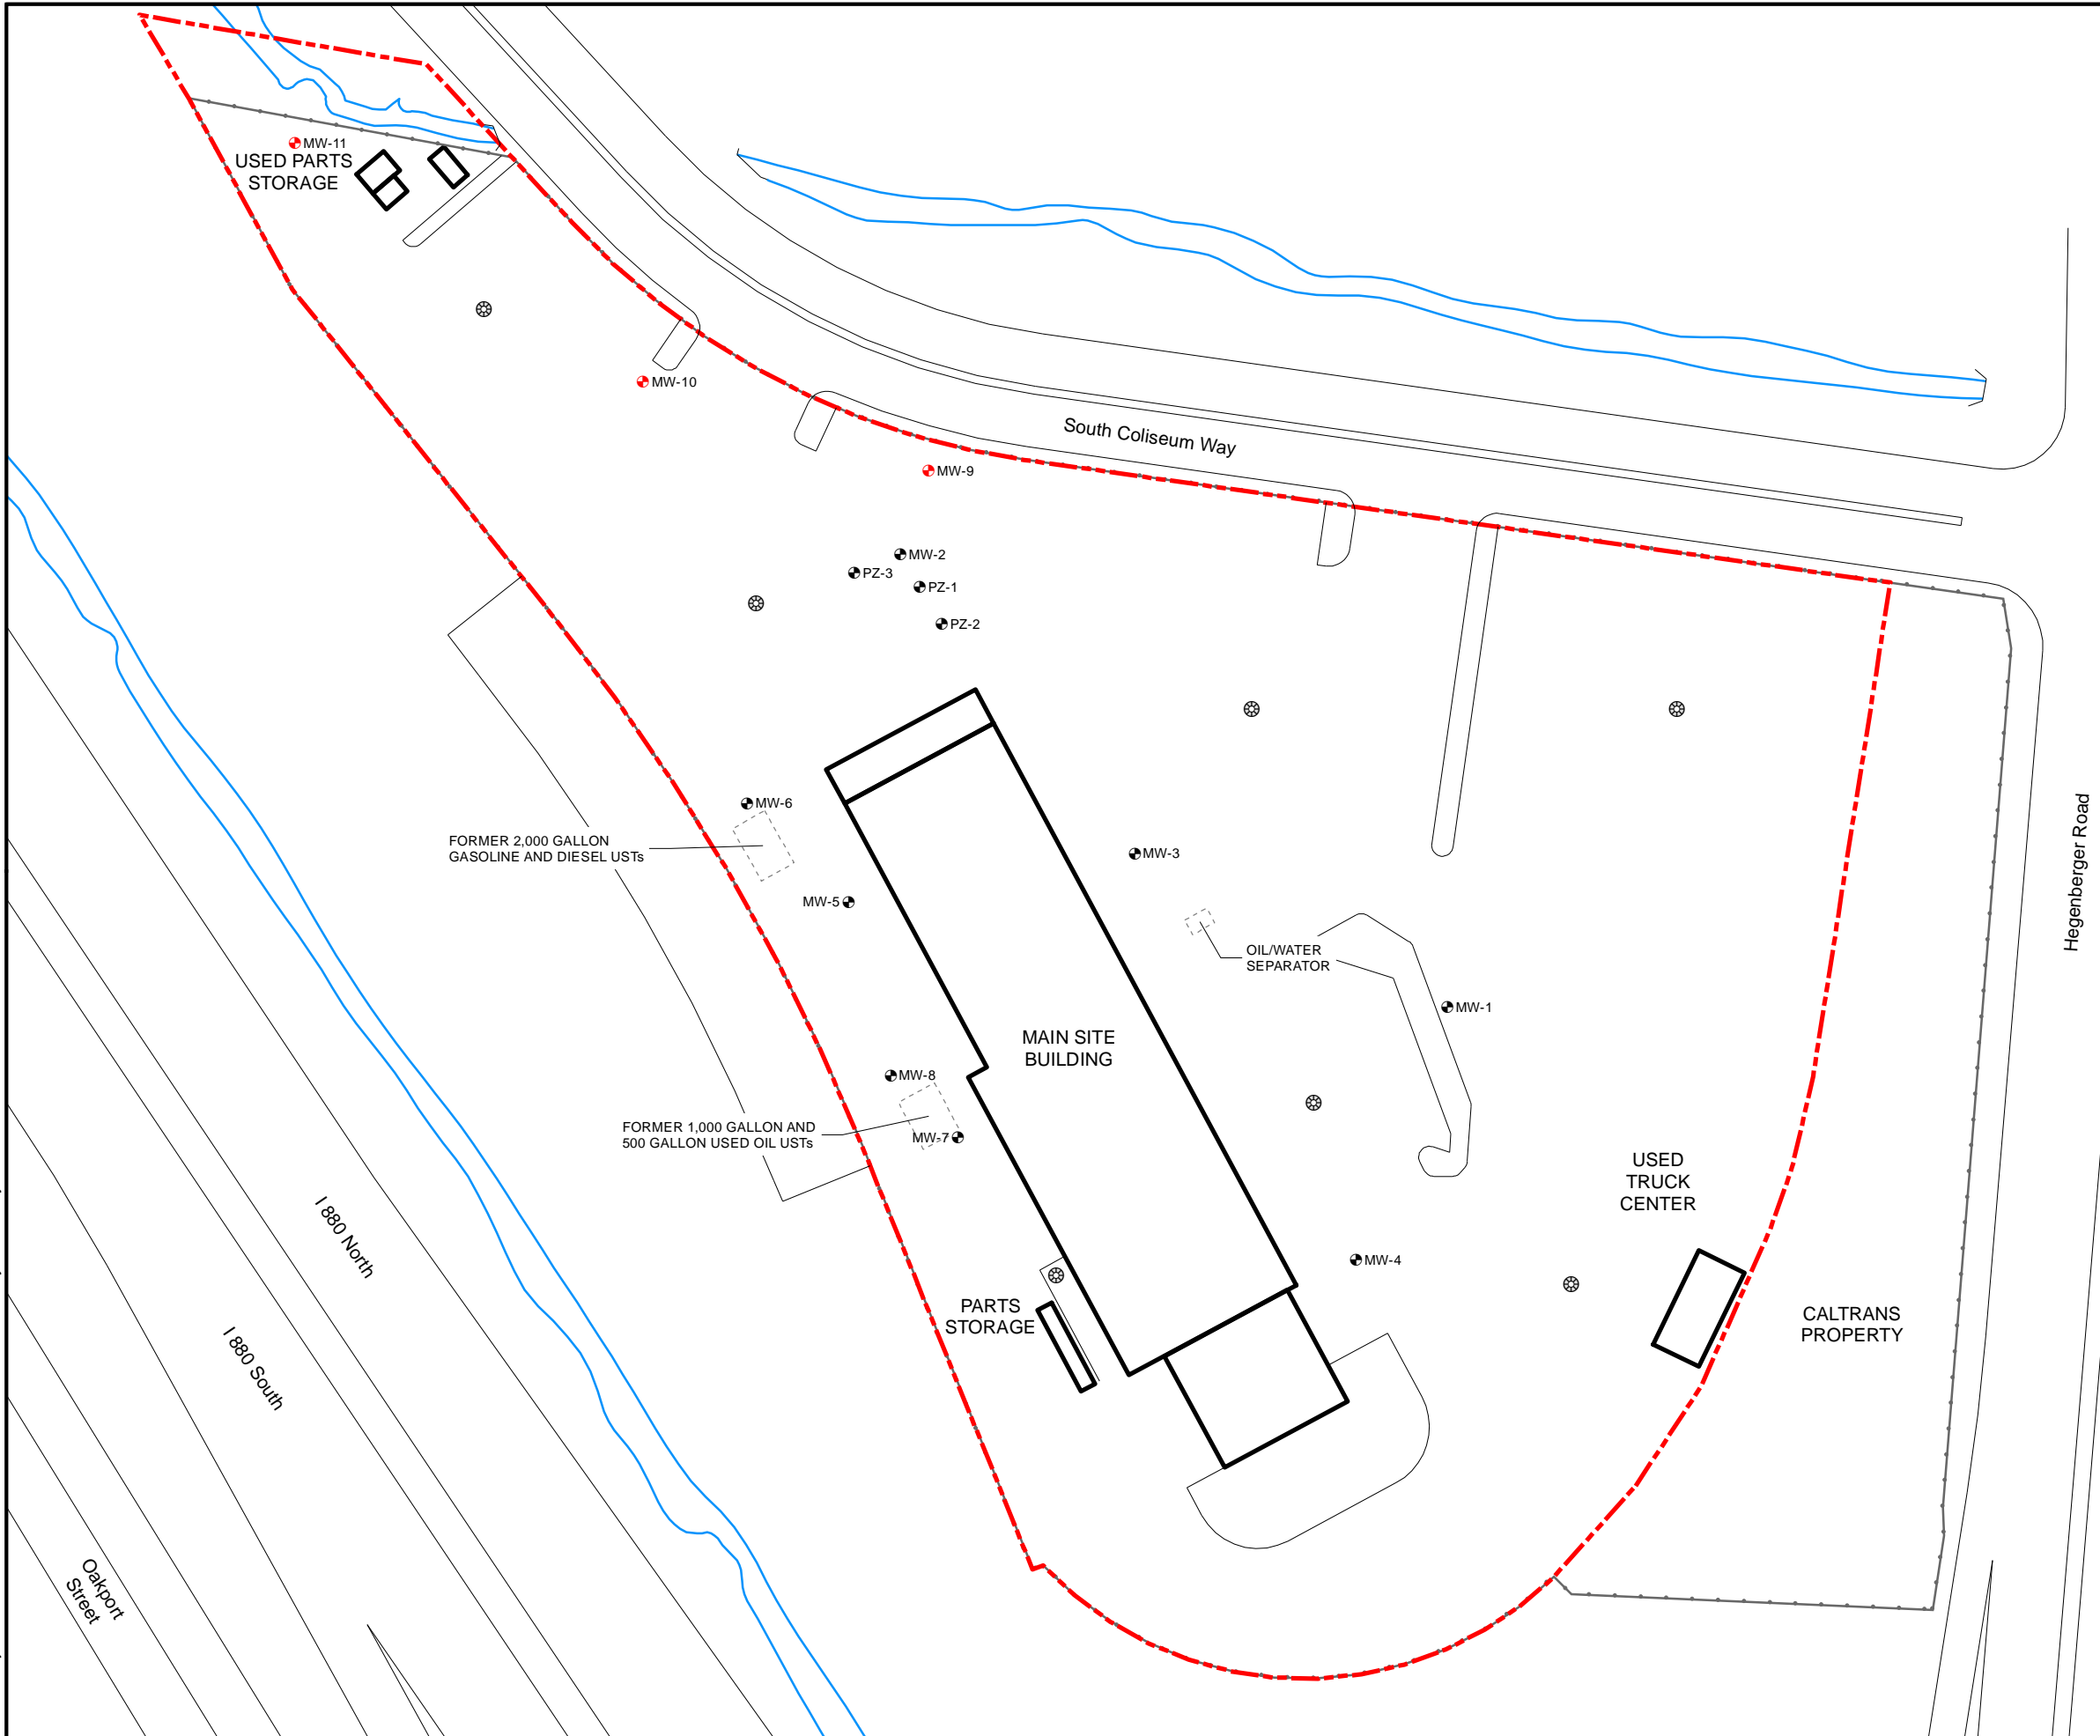 MW-11
USED PARTS
STORAGE
MW-10
South Coliseum Way
MW-9
MW-2
PZ-3
PZ-1
PZ-2
MW-6
FORMER 2,000 GALLON
GASOLINE AND DIESEL USTs
MW-3
MW-5
Hegenberger Road
OIL/WATER
SEPARATOR
MW-1
MAIN SITE
BUILDING
MW-8
FORMER 1,000 GALLON AND
500 GALLON USED OIL USTs
MW-7
USED
TRUCK
CENTER
I 880 North
MW-4
PARTS
STORAGE
CALTRANS
PROPERTY
I 880 South
Oakport
Street